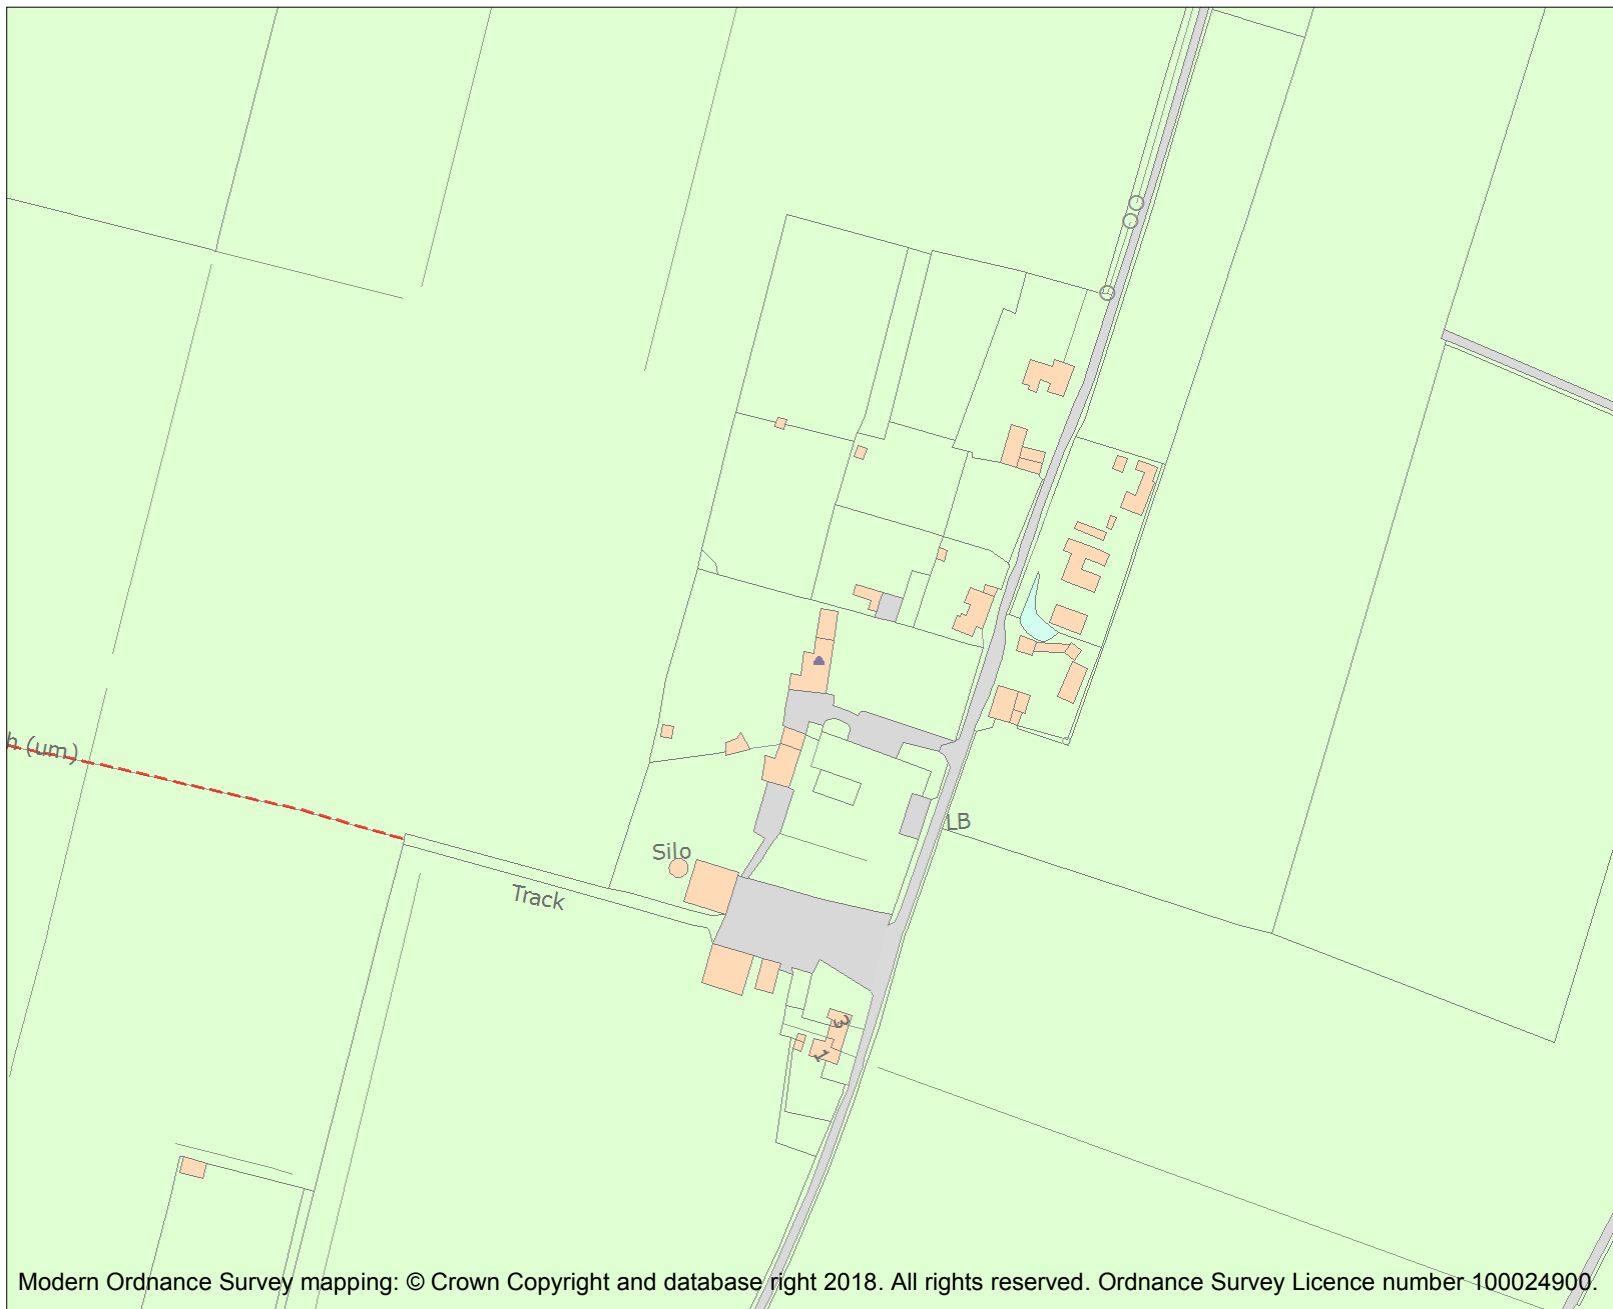 h (um)
LB
Silo
Track
3
1
Modern Ordnance Survey mapping: © Crown Copyright and database right 2018. All rights reserved. Ordnance Survey Licence number 100024900.